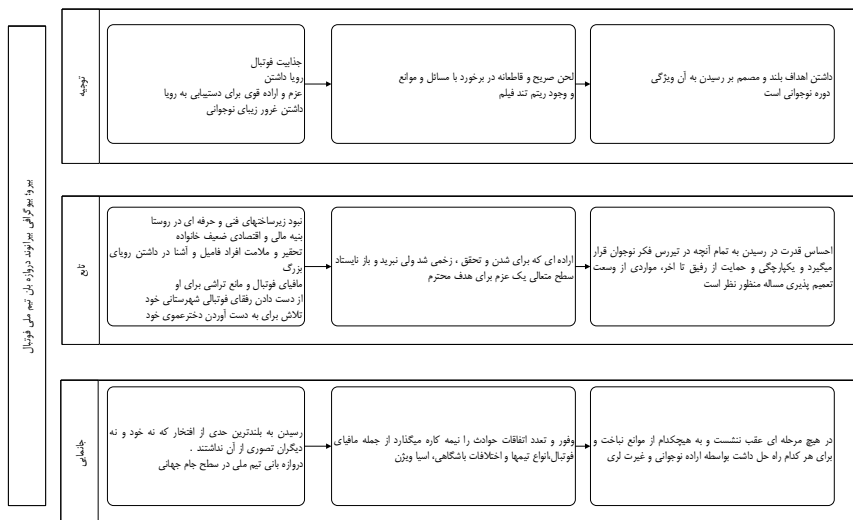 بیرو؛ بیوگرافی بیرانوند دروازه بان تیم ملی فوتبال
توجیه
جذابیت فوتبال
رویا داشتن
عزم و اراده قوی برای دستیابی به رویا
داشتن غرور زیبای نوجوانی
لحن صریح و قاطعانه در برخورد با مسائل و موانع
و وجود ریتم تند فیلم
داشتن اهداف بلند و مصمم بر رسیدن به آن ویژگی
دوره نوجوانی است
تابع
نبود زیرساختهای فنی و حرفه ای در روستا
بنیه مالی و اقتصادی ضعیف خانواده
تحقیر و ملامت افراد فامیل و آشنا در داشتن رویای
بزرگ
مافیای فوتبال و مانع تراشی برای او
از دست دادن رفقای فوتبالی شهرستانی خود
تلاش برای به دست آوردن دخترعموی خود
اراده ای که برای شدن و تحقق ، زخمی شد ولی نبرید و باز نایستاد
سطح متعالی یک عزم برای هدف محترم
احساس قدرت در رسیدن به تمام آنچه در تیررس فکر نوجوان قرار
میگیرد و یکپارچگی و حمایت از رفیق تا اخر، مواردی از وسعت
تعمیم پذیری مساله منظور نظر است
جانمایی
رسیدن به بلندترین حدی از افتخار که نه خود و نه
دیگران تصوری از آن نداشتند .
دروازه بانی تیم ملی در سطح جام جهانی
وفور و تعدد اتفاقات حوادث را نیمه کاره میگذارد از جمله مافیای
فوتبال،انواع تیمها و اختلافات باشگاهی، اسیا ویژن
در هیچ مرحله ای عقب ننشست و به هیچکدام از موانع نباخت و
برای هر کدام راه حل داشت بواسطه اراده نوجوانی و غیرت لری